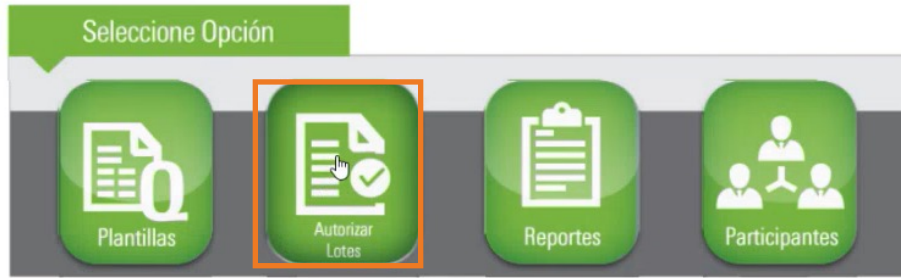 Seleccione Opción
Plantillas
Autorizar
Lotes
Reportes
Participantes